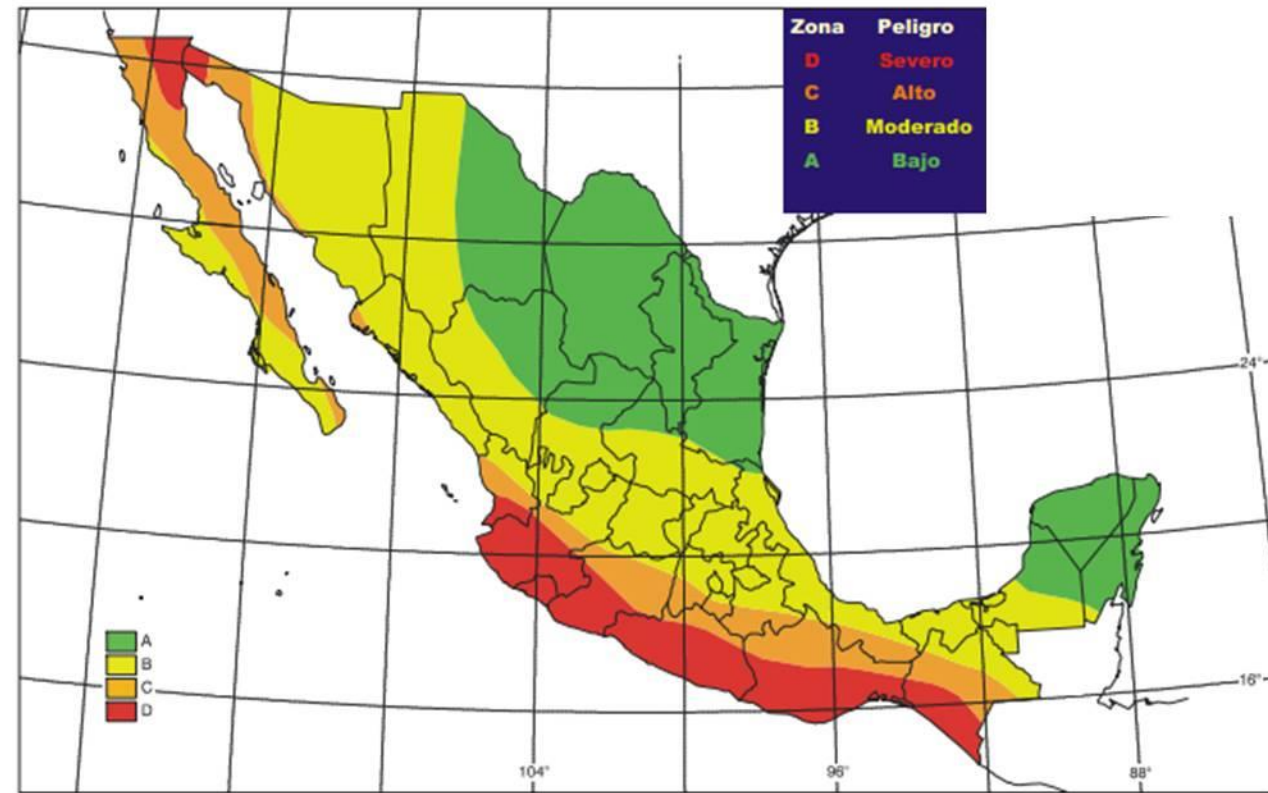 Zona Peligro
D Severo
C Alto
B Moderado
A Bajo
24°
16°
A
B
C
D
104°
96°
88°